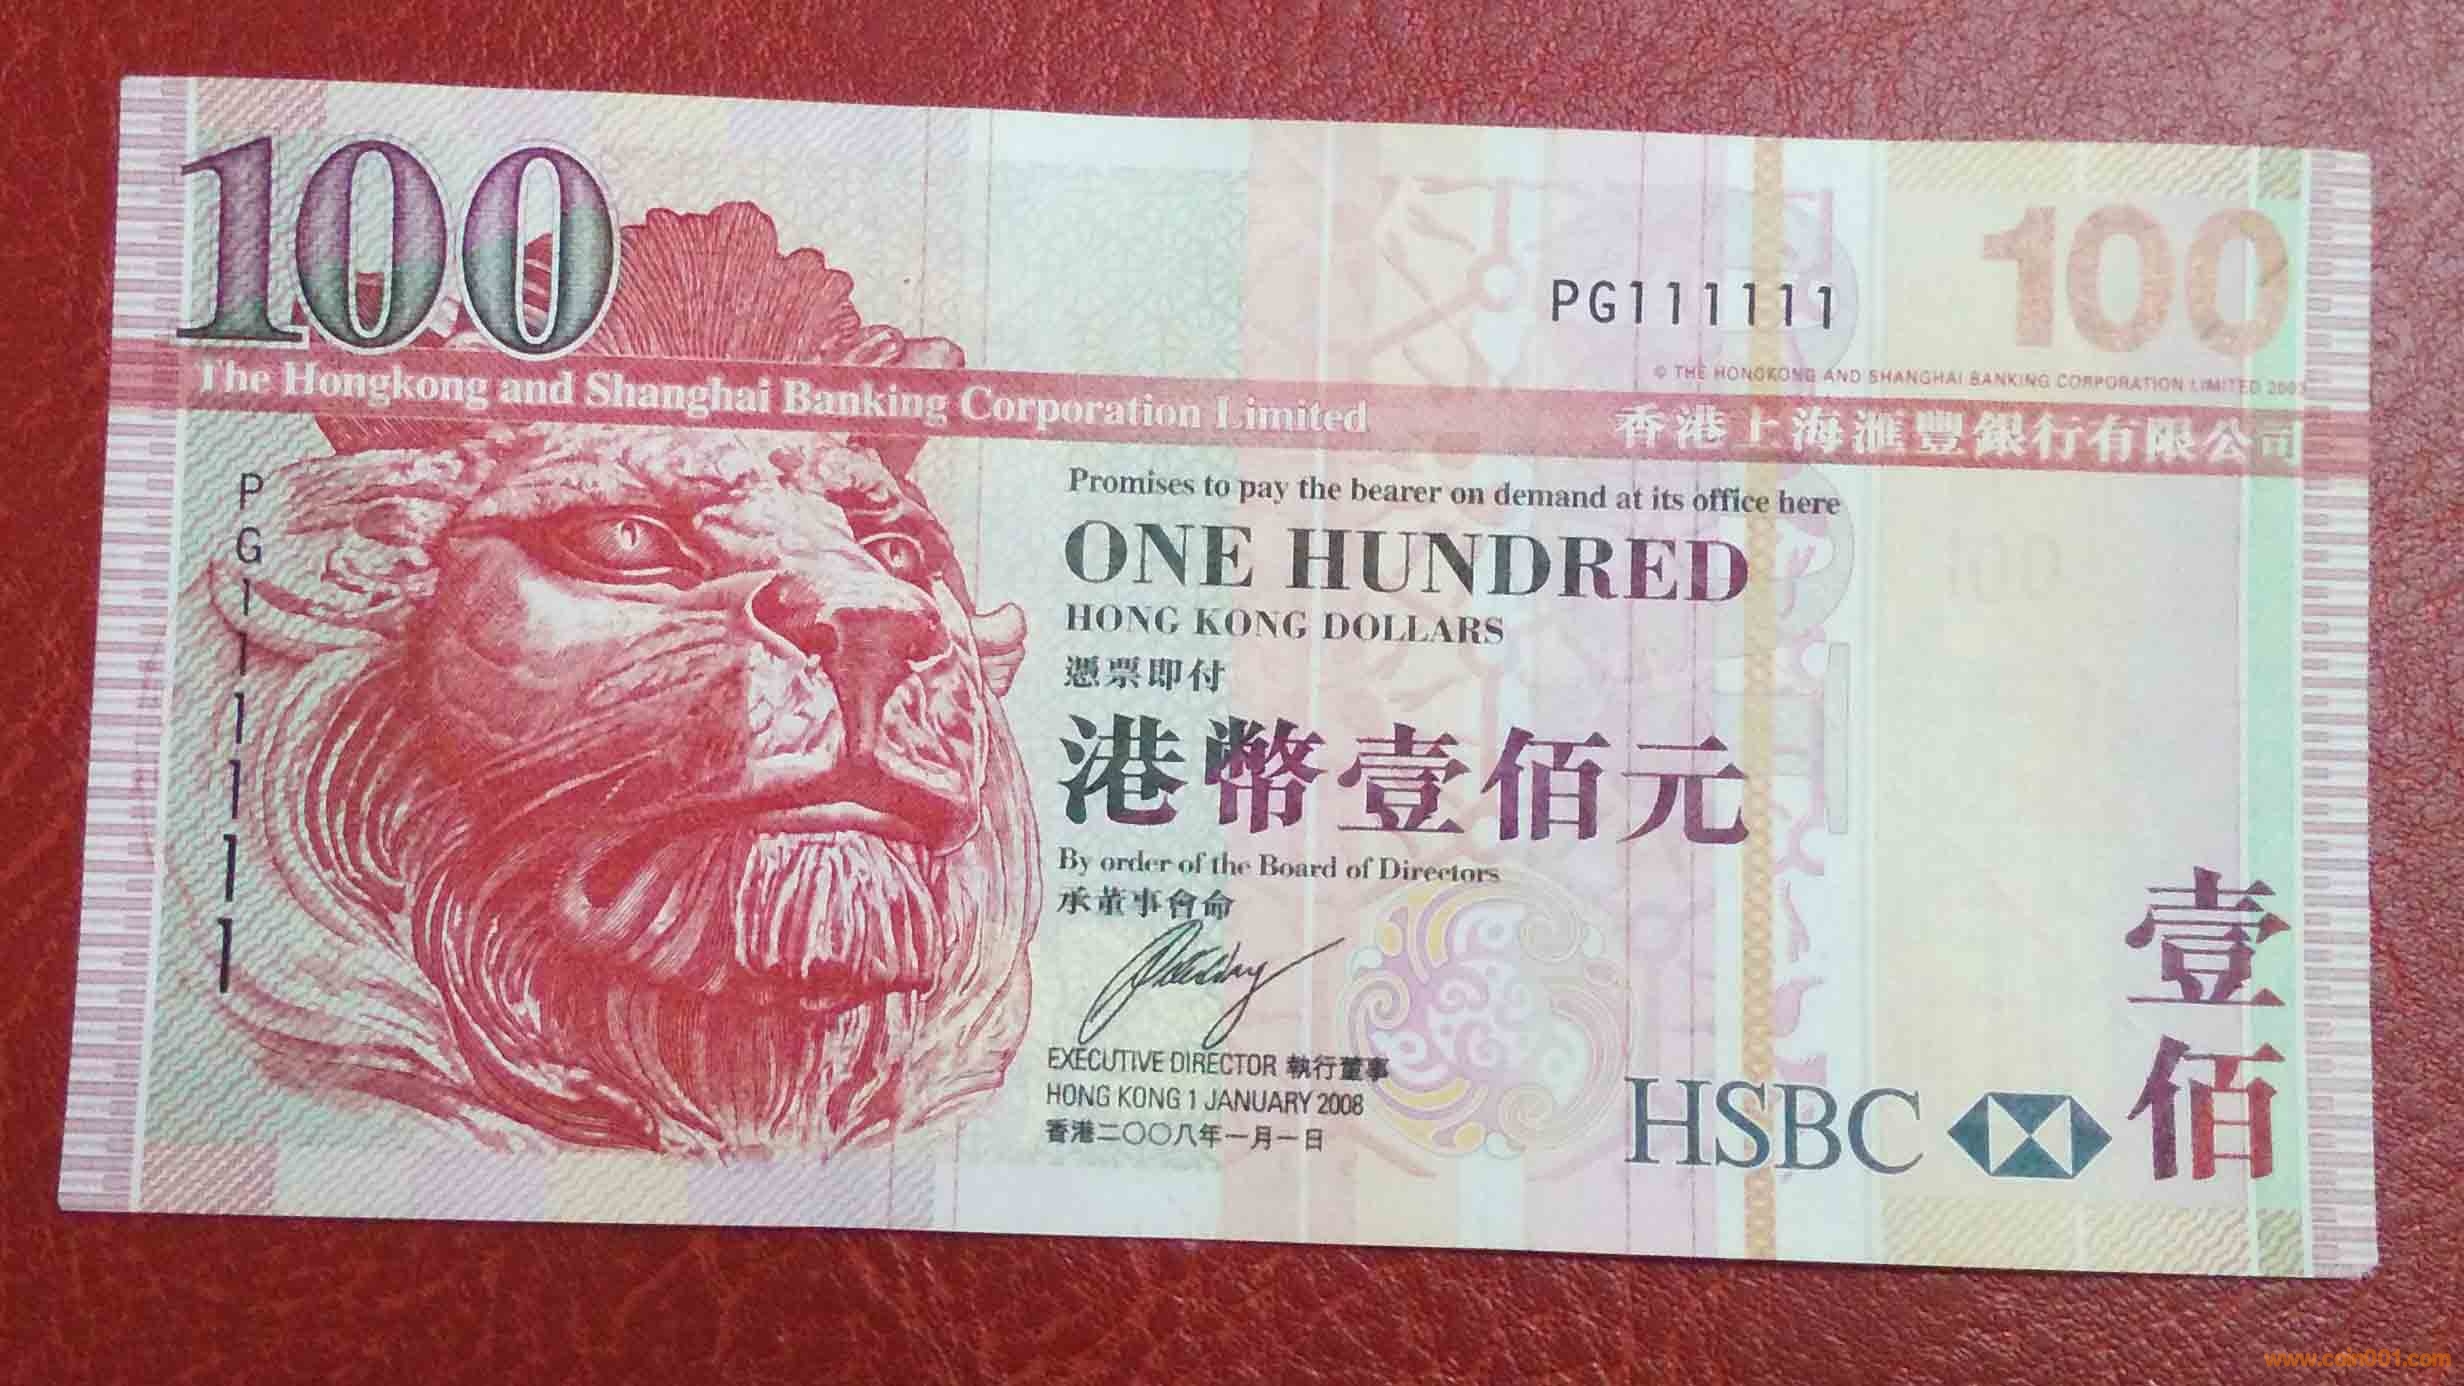 100
PG111111
100
© THE HONGKONG AND SHANGHAI BANKING CORPORATION LIMITED
The Hongkong and Shanghai Banking Corporation Limited
香港上海滙豐銀行有限公司
PG111111
Promises to pay the bearer on demand at its office here
ONE HUNDRED
HONG KONG DOLLARS
憑票即付
港幣壹佰元
By order of the Board of Directors
承董事會命
EXECUTIVE DIRECTOR 執行董事
HONG KONG 1 JANUARY 2008
香港二〇〇八年一月一日
HSBC
壹佰
www.coin001.com